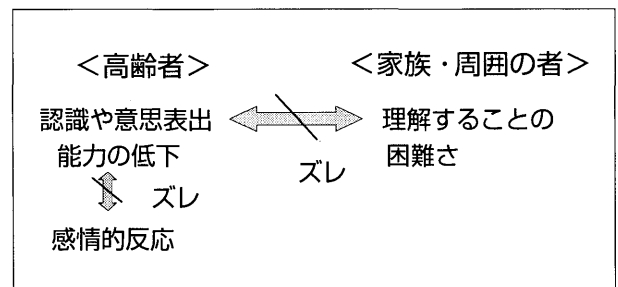 ＜高齢者＞
認識や意思表出
能力の低下
ズレ
感情的反応
ズレ
＜家族・周囲の者＞
理解することの
困難さ